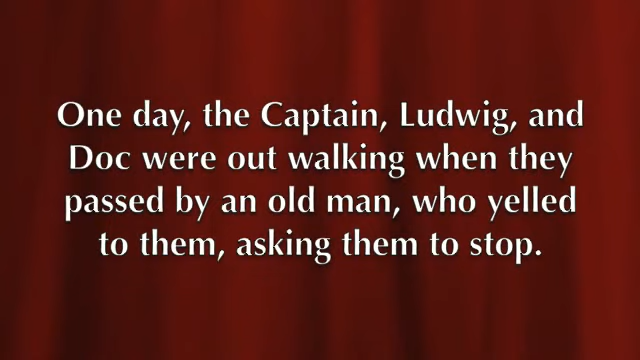 One day, the Captain, Ludwig, and
Doc were out walking when they
passed by an old man, who yelled
to them, asking them to stop.